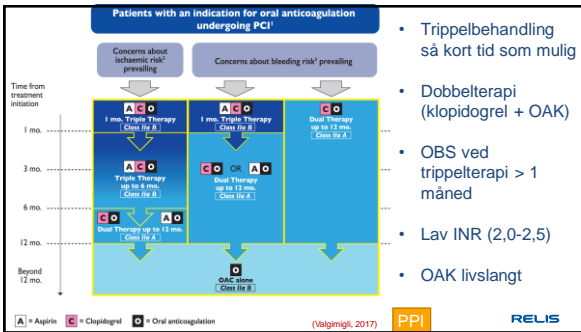 Patients with an indication for oral anticoagulation
undergoing PCI¹
Concerns about
ischaemic risk²
prevailing
Concerns about bleeding risk³ prevailing
Time from
treatment
initiation
1 mo.
3 mo.
6 mo.
12 mo.
Beyond
12 mo.
A C O
1 mo. Triple Therapy
Class IIa B
A C O
Triple Therapy
up to 6 mo.
Class IIa B
C O A O
Dual Therapy up to 12 mo.
Class IIa A
A C O
1 mo. Triple Therapy
Class IIa B
C O OR A O
Dual Therapy
up to 12 mo.
Class IIa A
C O
Dual Therapy
up to 12 mo.
Class IIa A
O
OAC alone
Class IIb B
A = Aspirin C = Clopidogrel O = Oral anticoagulation
(Valgimigli, 2017)
• Trippelbehandling
så kort tid som mulig
• Dobbelterapi
(klopidogrel + OAK)
• OBS ved
trippelterapi > 1
måned
• Lav INR (2,0-2,5)
• OAK livslangt
PPI
RELIS